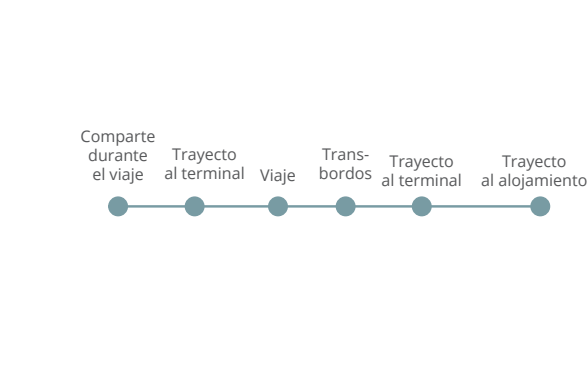 Comparte
durante
el viaje
Trayecto
al terminal
Viaje
Trans-
bordos
Trayecto
al terminal
Trayecto
al alojamiento